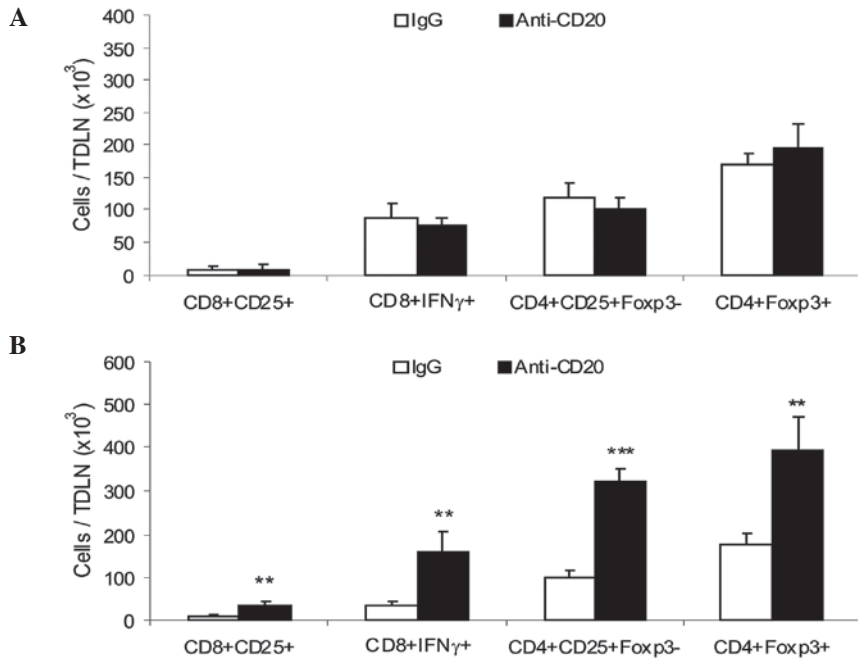 A
IgG Anti-CD20
400
350
300
250
200
150
100
50
0
Cells / TDLN (x10³)
CD8+CD25+ CD8+IFNγ+ CD4+CD25+Foxp3- CD4+Foxp3+
B
IgG Anti-CD20
600
500
400
300
200
100
0
Cells / TDLN (x10³)
** ** *** **
CD8+CD25+ CD8+IFNγ+ CD4+CD25+Foxp3- CD4+Foxp3+